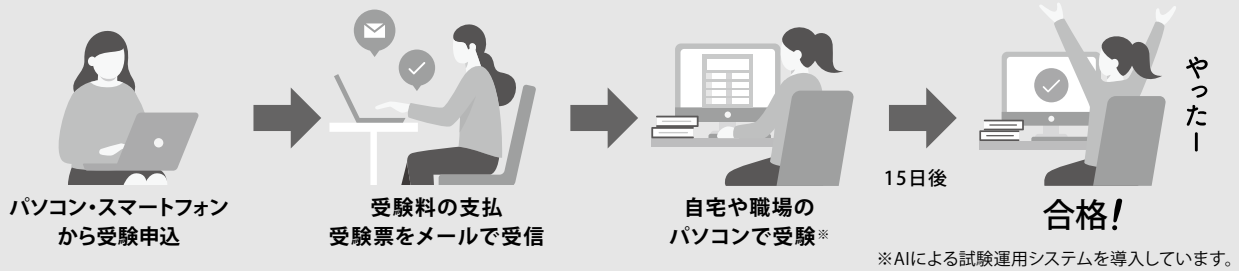 パソコン・スマートフォン
から受験申込
受験料の支払
受験票をメールで受信
自宅や職場の
パソコンで受験※
15日後
やったー
合格!
※AIによる試験運用システムを導入しています。